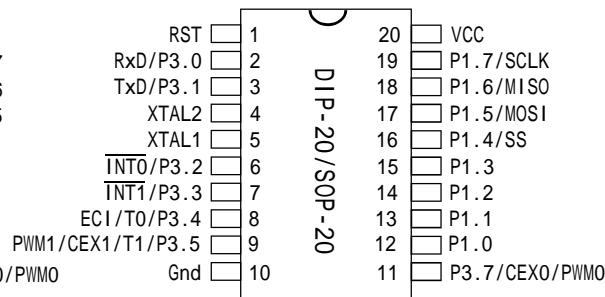 RST 1 20 VCC
RxD/P3.0 2 19 P1.7/SCLK
TxD/P3.1 3 18 P1.6/MISO
XTAL2 4 17 P1.5/MOSI
XTAL1 5 16 P1.4/SS
INT0/P3.2 6 15 P1.3
INT1/P3.3 7 14 P1.2
ECI/T0/P3.4 8 13 P1.1
PWM1/CEX1/T1/P3.5 9 12 P1.0
0/PWM0 Gnd 10 11 P3.7/CEX0/PWM0
DIP-20/SOP-20